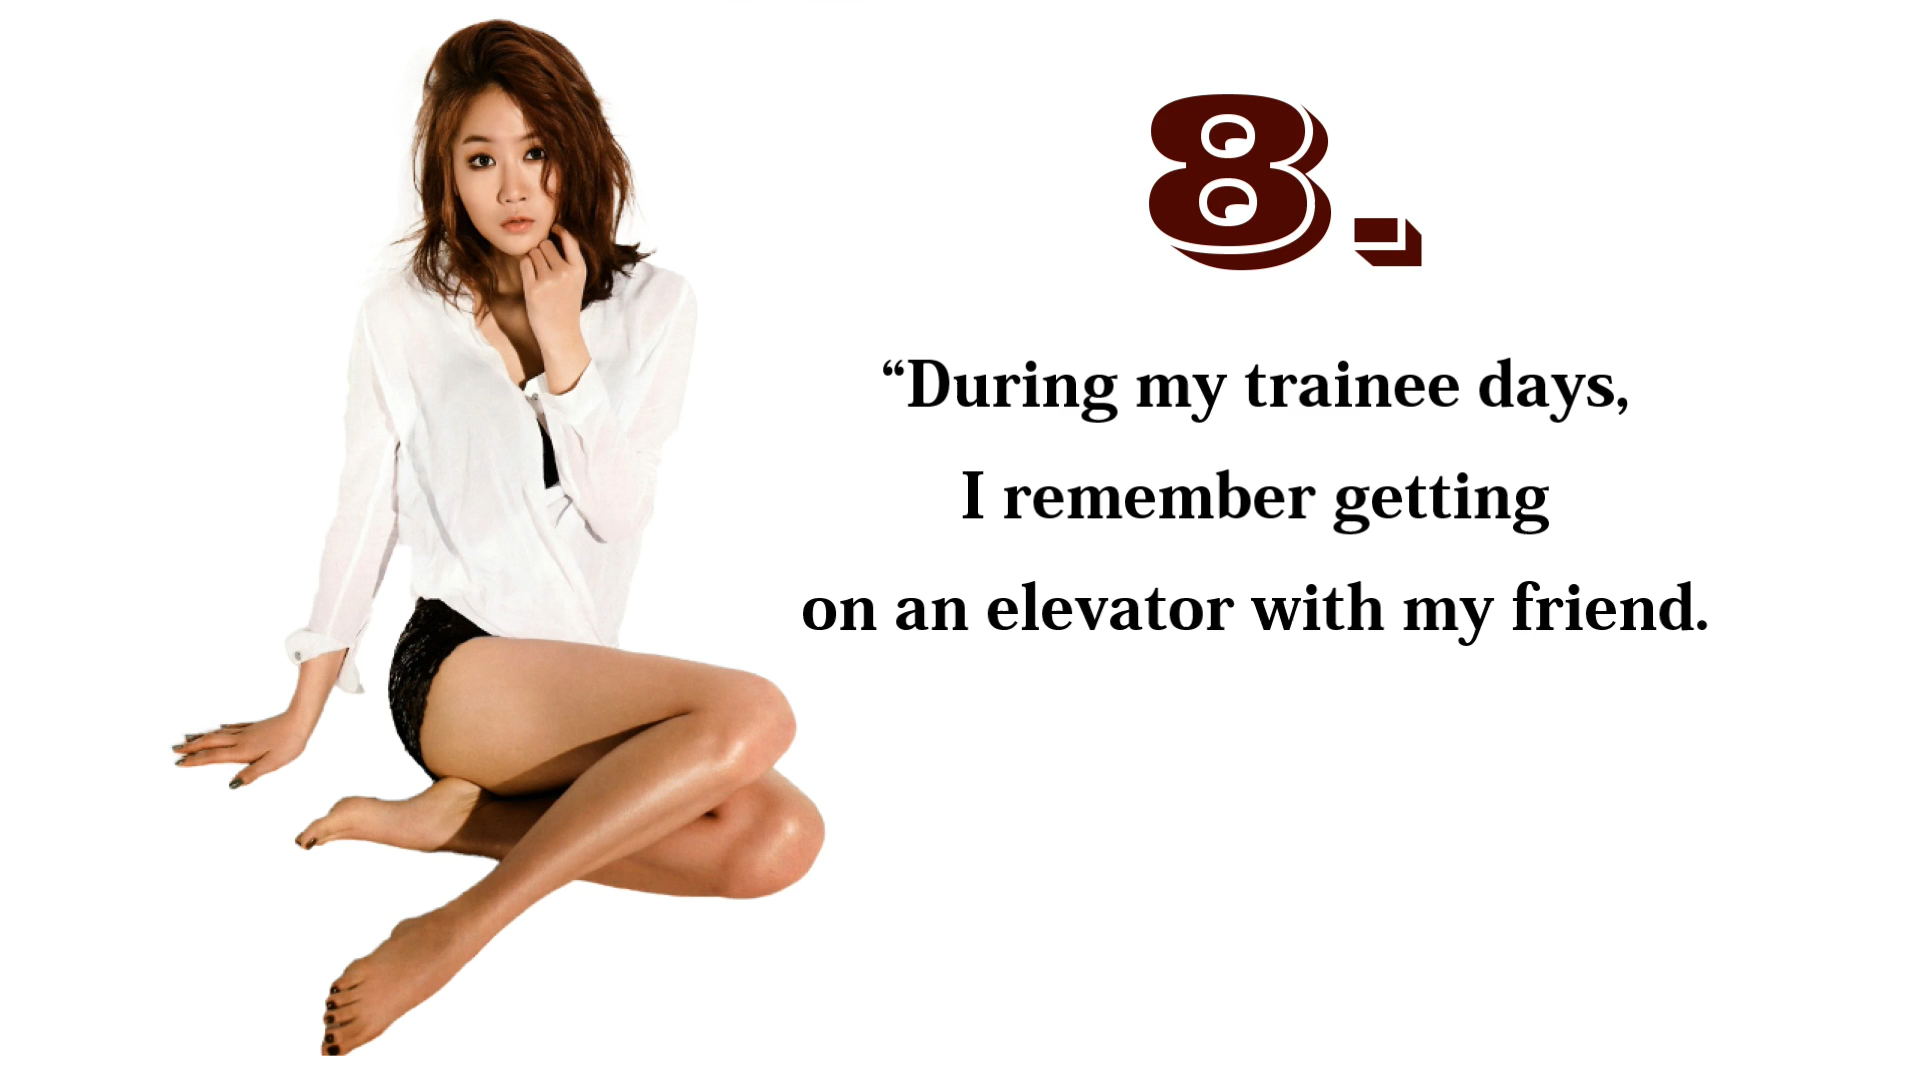 8.
“During my trainee days,
I remember getting
on an elevator with my friend.